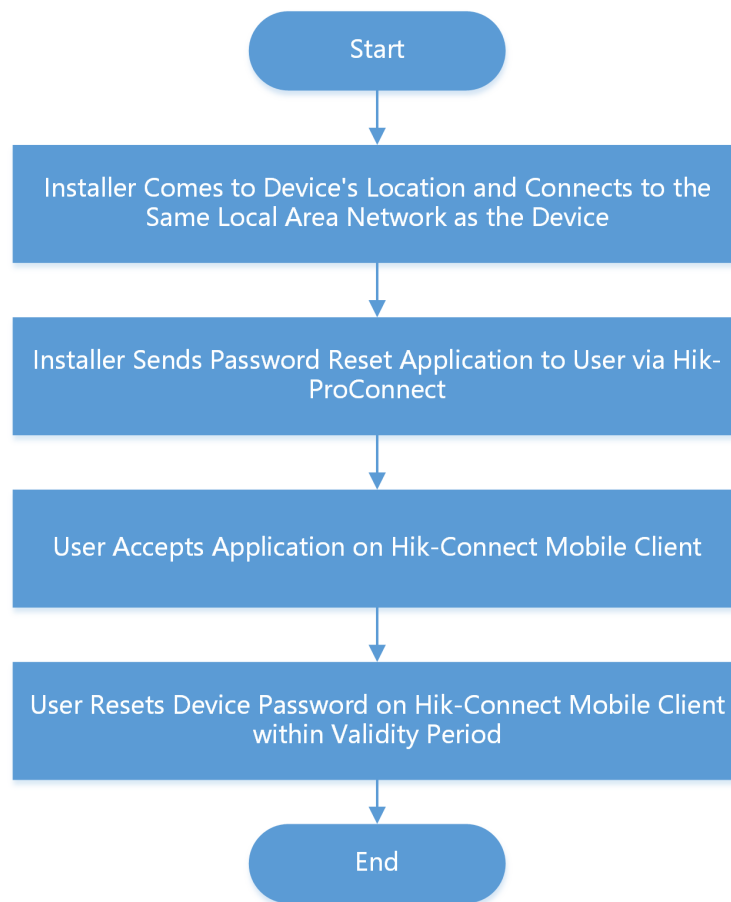 Start
Installer Comes to Device's Location and Connects to the
Same Local Area Network as the Device
Installer Sends Password Reset Application to User via Hik-
ProConnect
User Accepts Application on Hik-Connect Mobile Client
User Resets Device Password on Hik-Connect Mobile Client
within Validity Period
End